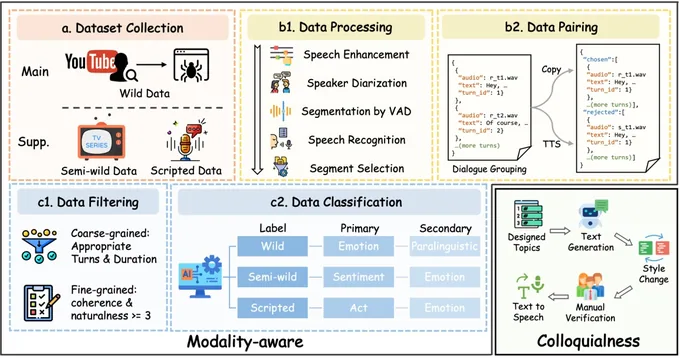 a. Dataset Collection
Main
YouTube
Wild Data
Supp.
TV
SERIES
Semi-wild Data
Scripted Data
b1. Data Processing
Speech Enhancement
Speaker Diarization
Segmentation by VAD
Speech Recognition
Segment Selection
b2. Data Pairing
{
{
"audio": r_t1.wav
"text": Hey, …
"turn_id": 1}
},
{
"audio": r_t2.wav
"text": Of course, …
"turn_id": 2}
},
…(more turns)
}
Dialogue Grouping
Copy
TTS
{
"chosen":[
{
"audio": r_t1.wav
"text": Hey, …
"turn_id": 1}
},
…(more turns)],
"rejected":[
{
"audio": s_t1.wav
"text": Hey, …
"turn_id": 1}
},
…(more turns)]
}
c1. Data Filtering
Coarse-grained:
Appropriate
Turns & Duration
Fine-grained:
coherence &
naturalness >= 3
c2. Data Classification
AI
Label Primary Secondary
Wild Emotion Paralinguistic
Semi-wild Sentiment Emotion
Scripted Act Emotion
Modality-aware
Designed
Topics
Text
Generation
Style
Change
Text to
Speech
Manual
Verification
Colloquialness